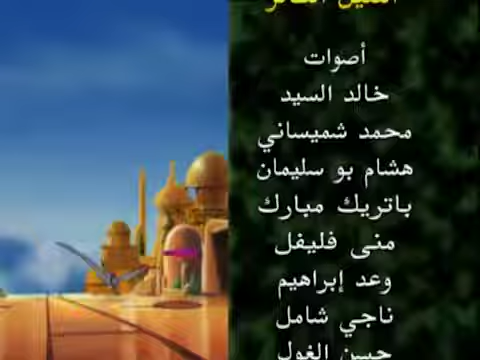 أصوات
خالد السيد
محمد شميساني
هشام بو سليمان
باتريك مبارك
منى فليفل
وعد إبراهيم
ناجي شامل
حسن الغول